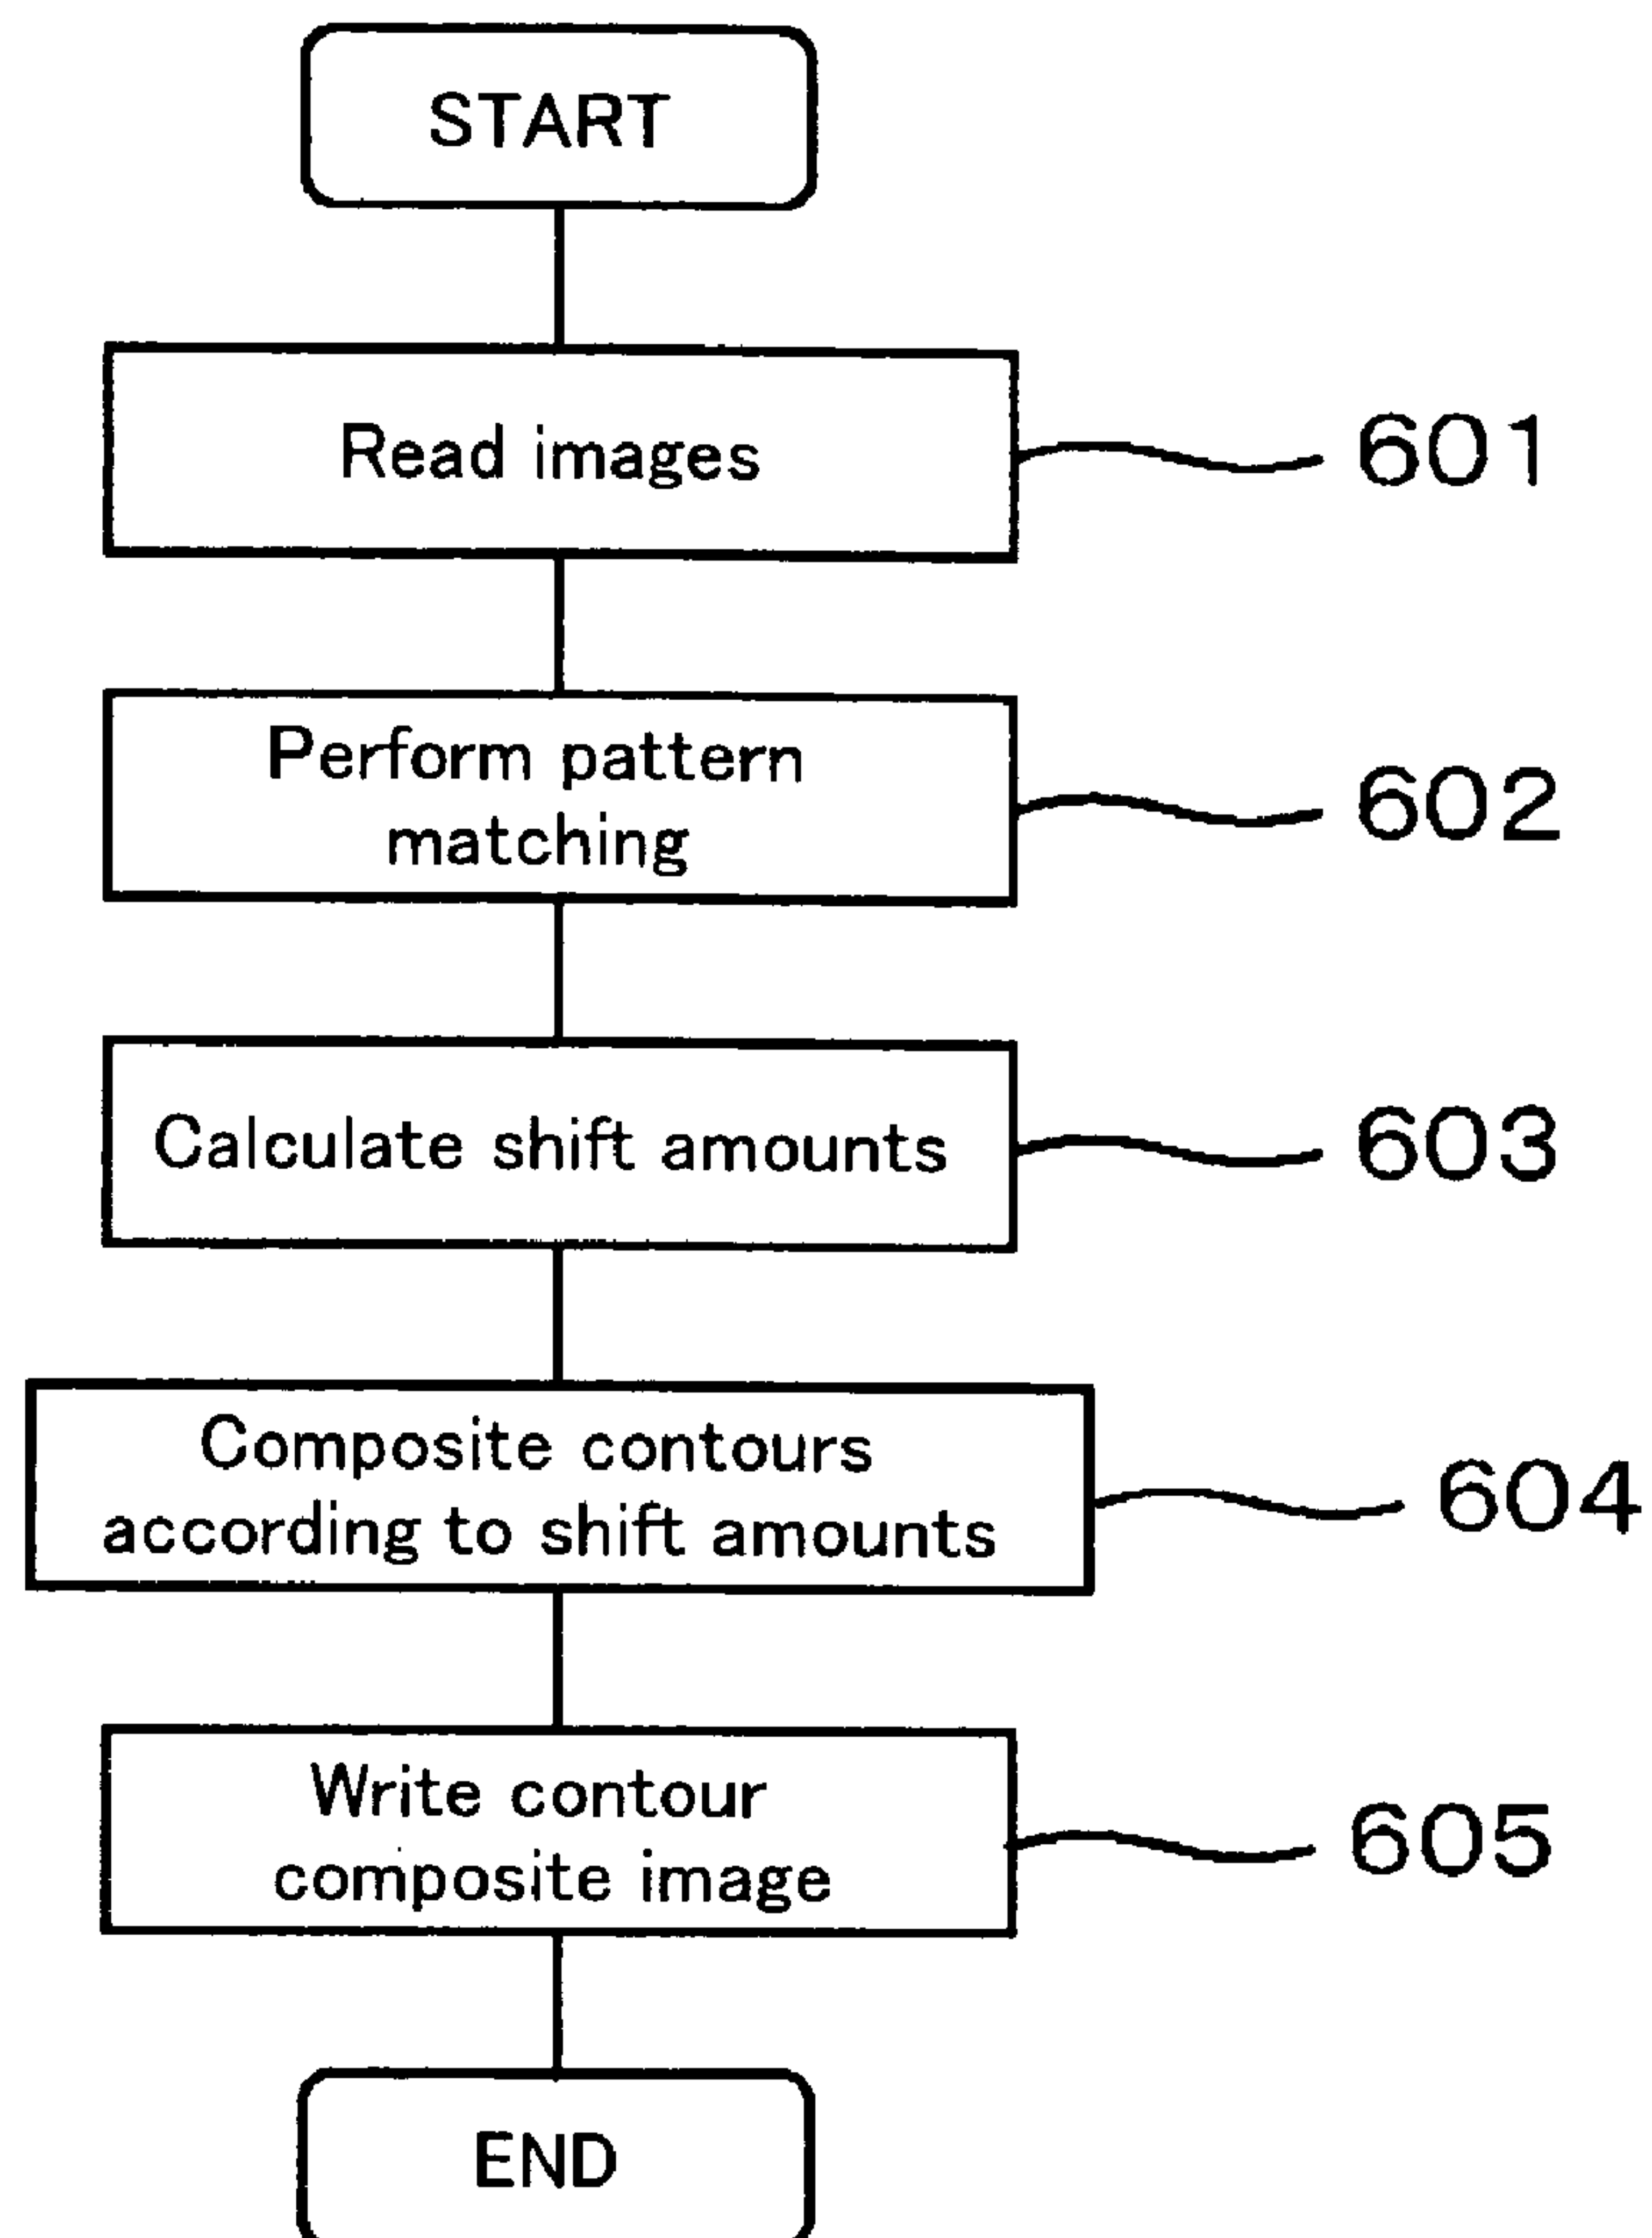 START
Read images
601
Perform pattern
matching
602
Calculate shift amounts
603
Composite contours
according to shift amounts
604
Write contour
composite image
605
END